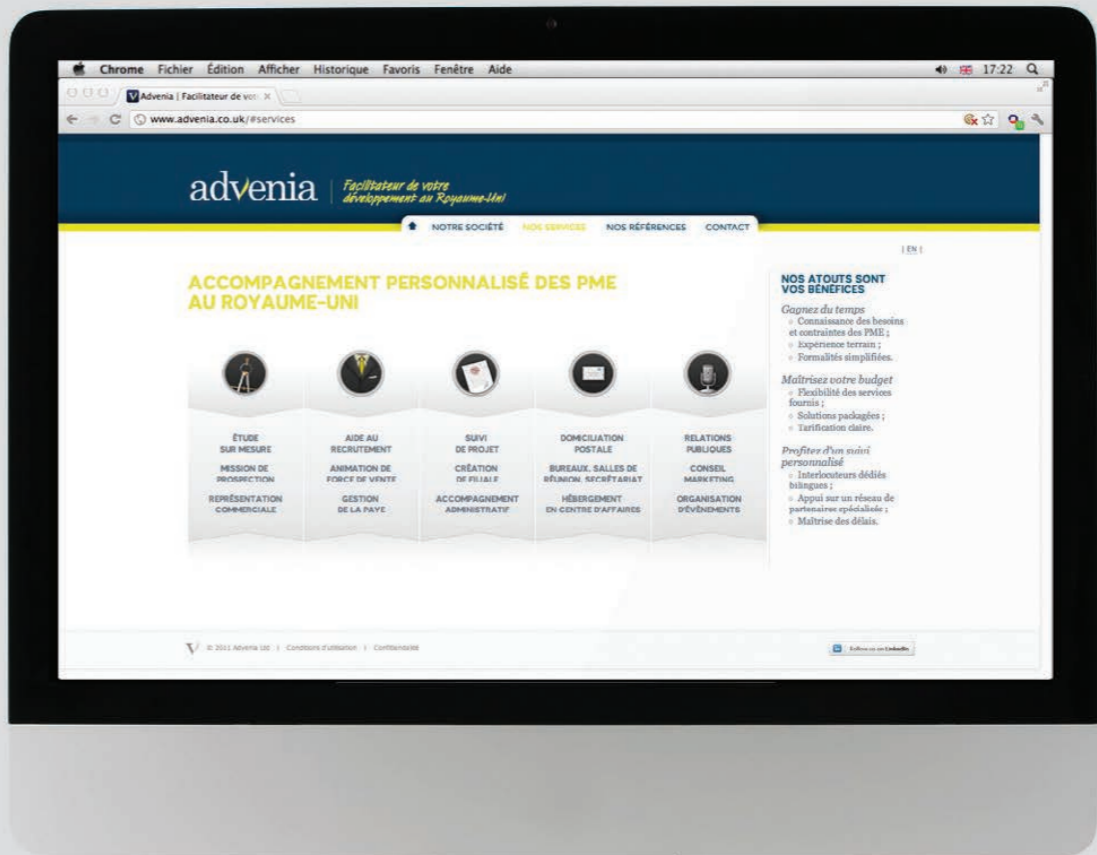 Chrome Fichier Édition Afficher Historique Favoris Fenêtre Aide 17:22
Advenia | Facilitateur de vot
www.advenia.co.uk/#services
advenia
Facilitateur de votre
développement au Royaume-Uni
NOTRE SOCIÉTÉ NOS SERVICES NOS RÉFÉRENCES CONTACT
| EN |
ACCOMPAGNEMENT PERSONNALISÉ DES PME
AU ROYAUME-UNI
ÉTUDE
SUR MESURE
MISSION DE
PROSPECTION
REPRÉSENTATION
COMMERCIALE
AIDE AU
RECRUTEMENT
ANIMATION DE
FORCE DE VENTE
GESTION
DE LA PAYE
SUIVI
DE PROJET
CRÉATION
DE FILIALE
ACCOMPAGNEMENT
ADMINISTRATIF
DOMICILIATION
POSTALE
BUREAUX, SALLES DE
RÉUNION, SECRÉTARIAT
HÉBERGEMENT
EN CENTRE D'AFFAIRES
RELATIONS
PUBLIQUES
CONSEIL
MARKETING
ORGANISATION
D'ÉVÈNEMENTS
NOS ATOUTS SONT
VOS BÉNÉFICES
Gagnez du temps
Connaissance des besoins
et contraintes des PME ;
Expérience terrain ;
Formalités simplifiées.
Maîtrisez votre budget
Flexibilité des services
fournis ;
Solutions packagées ;
Tarification claire.
Profitez d'un suivi
personnalisé
Interlocuteurs dédiés
bilingues ;
Appui sur un réseau de
partenaires spécialisés ;
Maîtrise des délais.
© 2011 Advenia Ltd | Conditions d'utilisation | Confidentialité
Follow us on LinkedIn